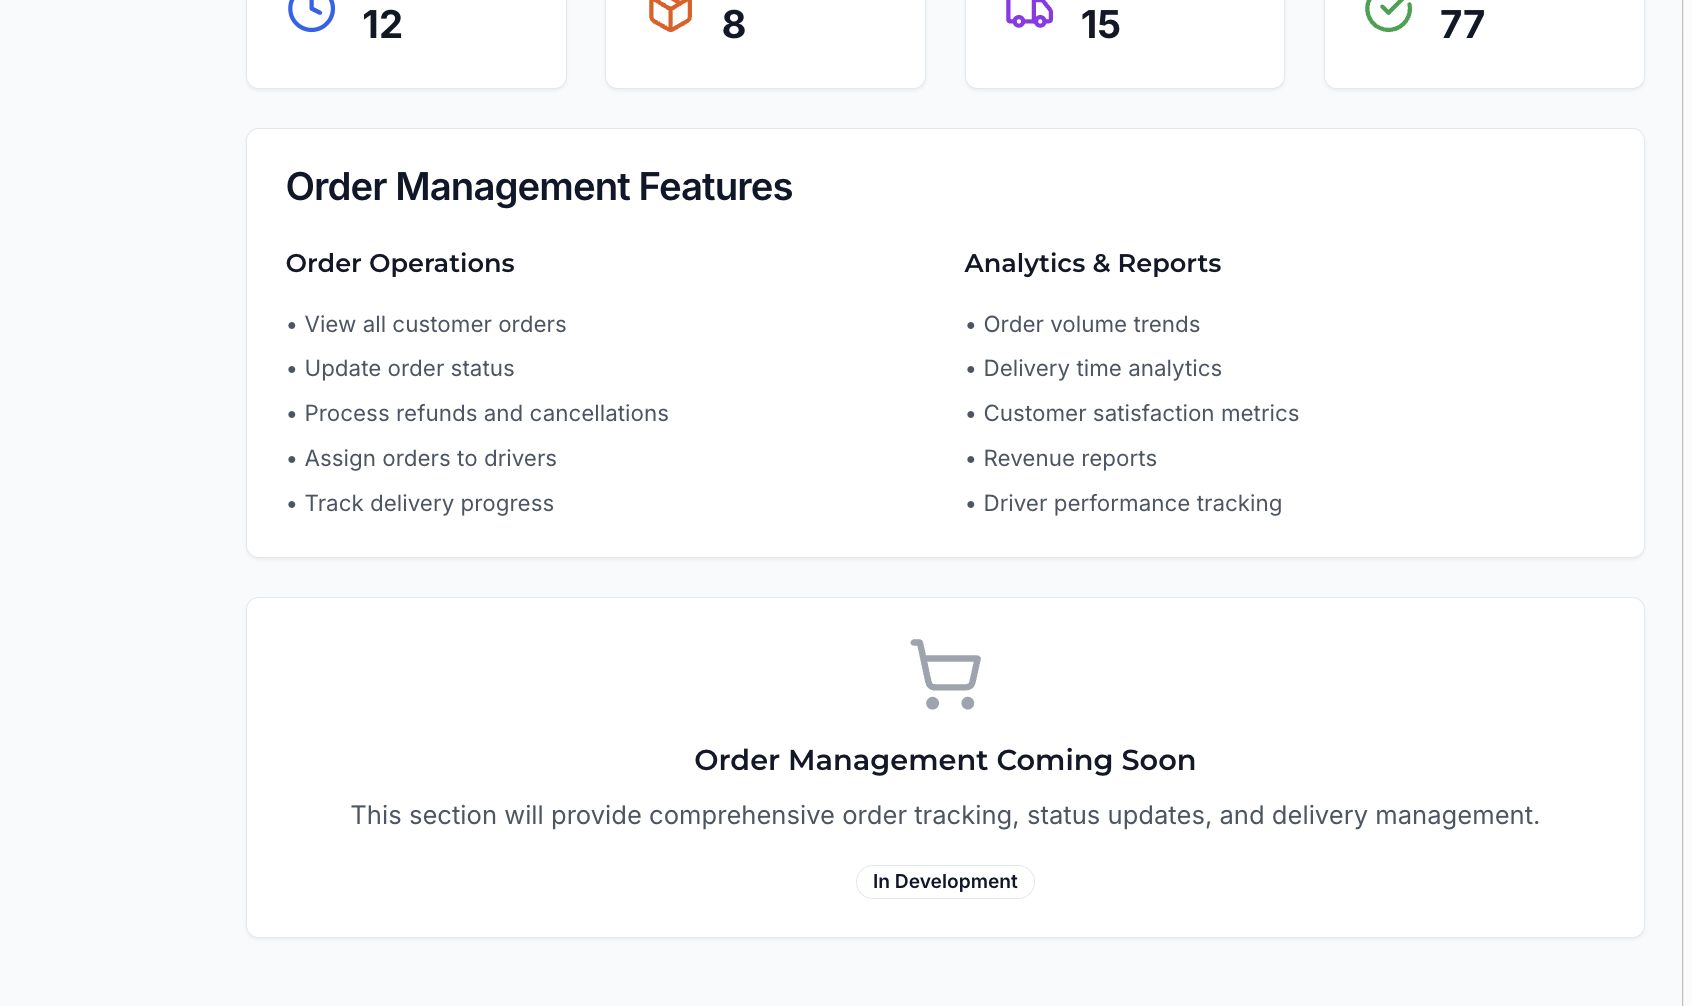 12
8
15
77
Order Management Features
Order Operations
• View all customer orders
• Update order status
• Process refunds and cancellations
• Assign orders to drivers
• Track delivery progress
Analytics & Reports
• Order volume trends
• Delivery time analytics
• Customer satisfaction metrics
• Revenue reports
• Driver performance tracking
Order Management Coming Soon
This section will provide comprehensive order tracking, status updates, and delivery management.
In Development